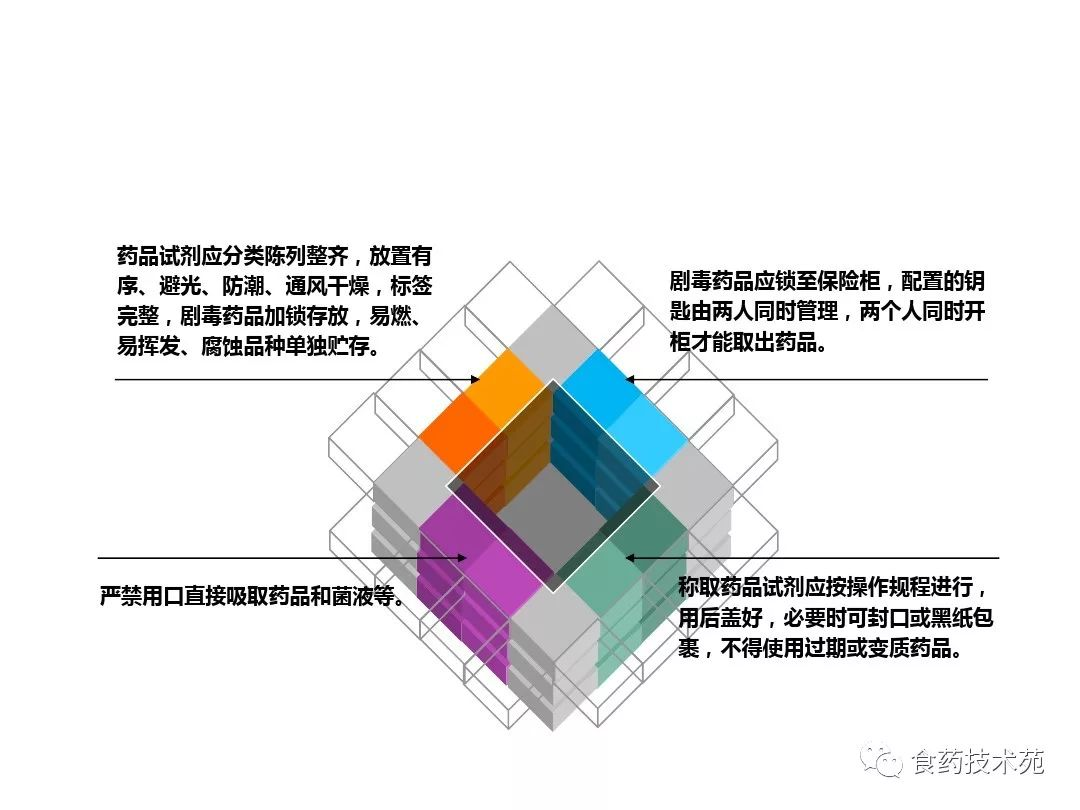 药品试剂应分类陈列整齐，放置有
序、避光、防潮、通风干燥，标签
完整，剧毒药品加锁存放，易燃、
易挥发、腐蚀品种单独贮存。
剧毒药品应锁至保险柜，配置的钥
匙由两人同时管理，两个人同时开
柜才能取出药品。
严禁用口直接吸取药品和菌液等。
称取药品试剂应按操作规程进行，
用后盖好，必要时可封口或黑纸包
裹，不得使用过期或变质药品。
食药技术苑